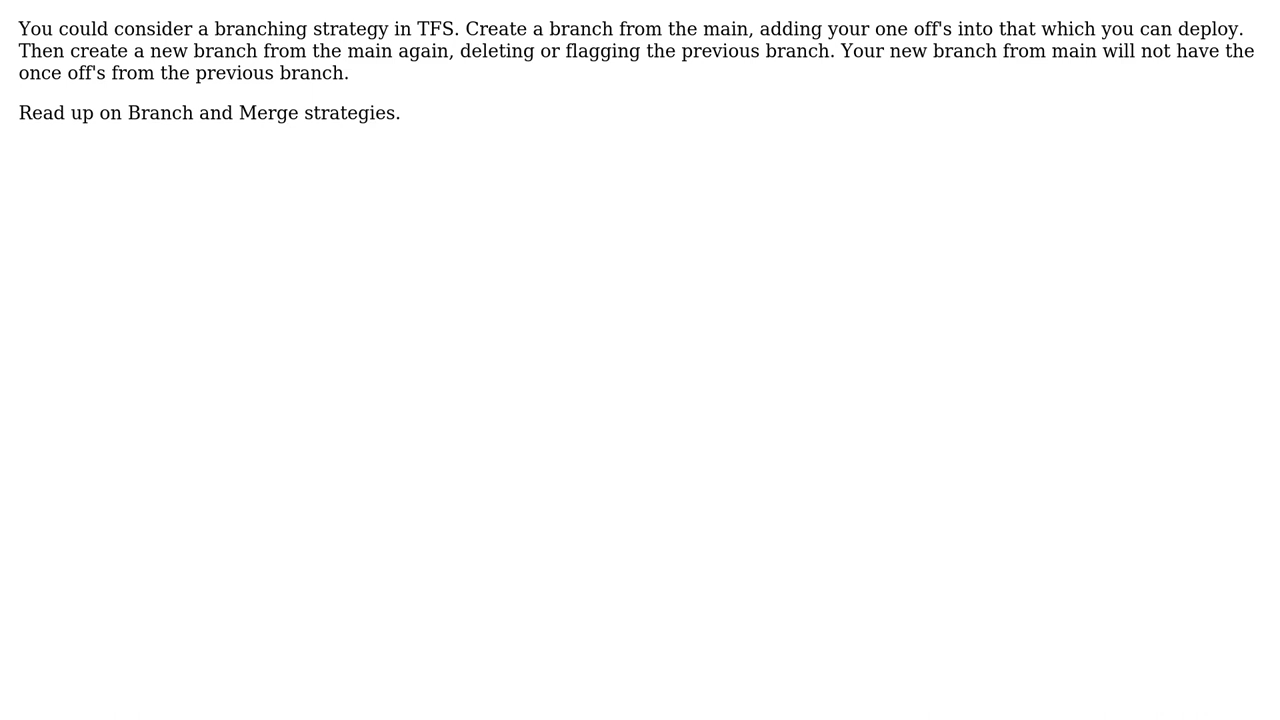 You could consider a branching strategy in TFS. Create a branch from the main, adding your one off's into that which you can deploy.
Then create a new branch from the main again, deleting or flagging the previous branch. Your new branch from main will not have the
once off's from the previous branch.
Read up on Branch and Merge strategies.